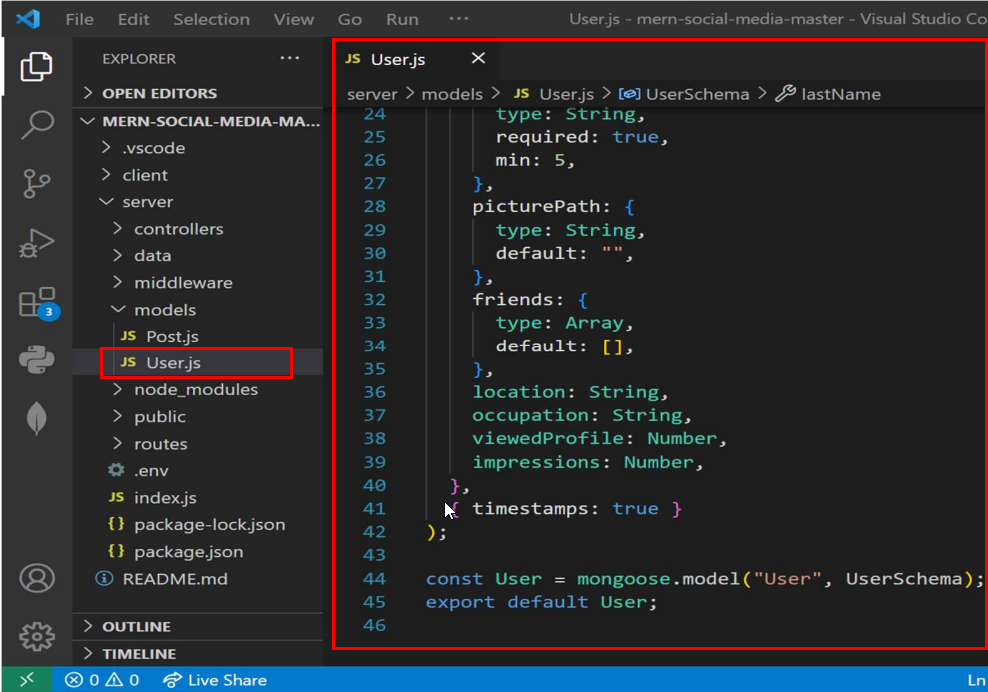 File Edit Selection View Go Run ··· User.js - mern-social-media-master - Visual Studio Co
EXPLORER ···
> OPEN EDITORS
MERN-SOCIAL-MEDIA-MA...
> .vscode
> client
server
> controllers
> data
> middleware
models
JS Post.js
JS User.js
> node_modules
> public
> routes
.env
JS index.js
{} package-lock.json
{} package.json
README.md
> OUTLINE
> TIMELINE
3
JS User.js ×
server > models > JS User.js > UserSchema > lastName
24 type: String,
25 required: true,
26 min: 5,
27 },
28 picturePath: {
29 type: String,
30 default: "",
31 },
32 friends: {
33 type: Array,
34 default: [],
35 },
36 location: String,
37 occupation: String,
38 viewedProfile: Number,
39 impressions: Number,
40 },
41 { timestamps: true }
42 );
43
44 const User = mongoose.model("User", UserSchema);
45 export default User;
46
0 0 Live Share Ln